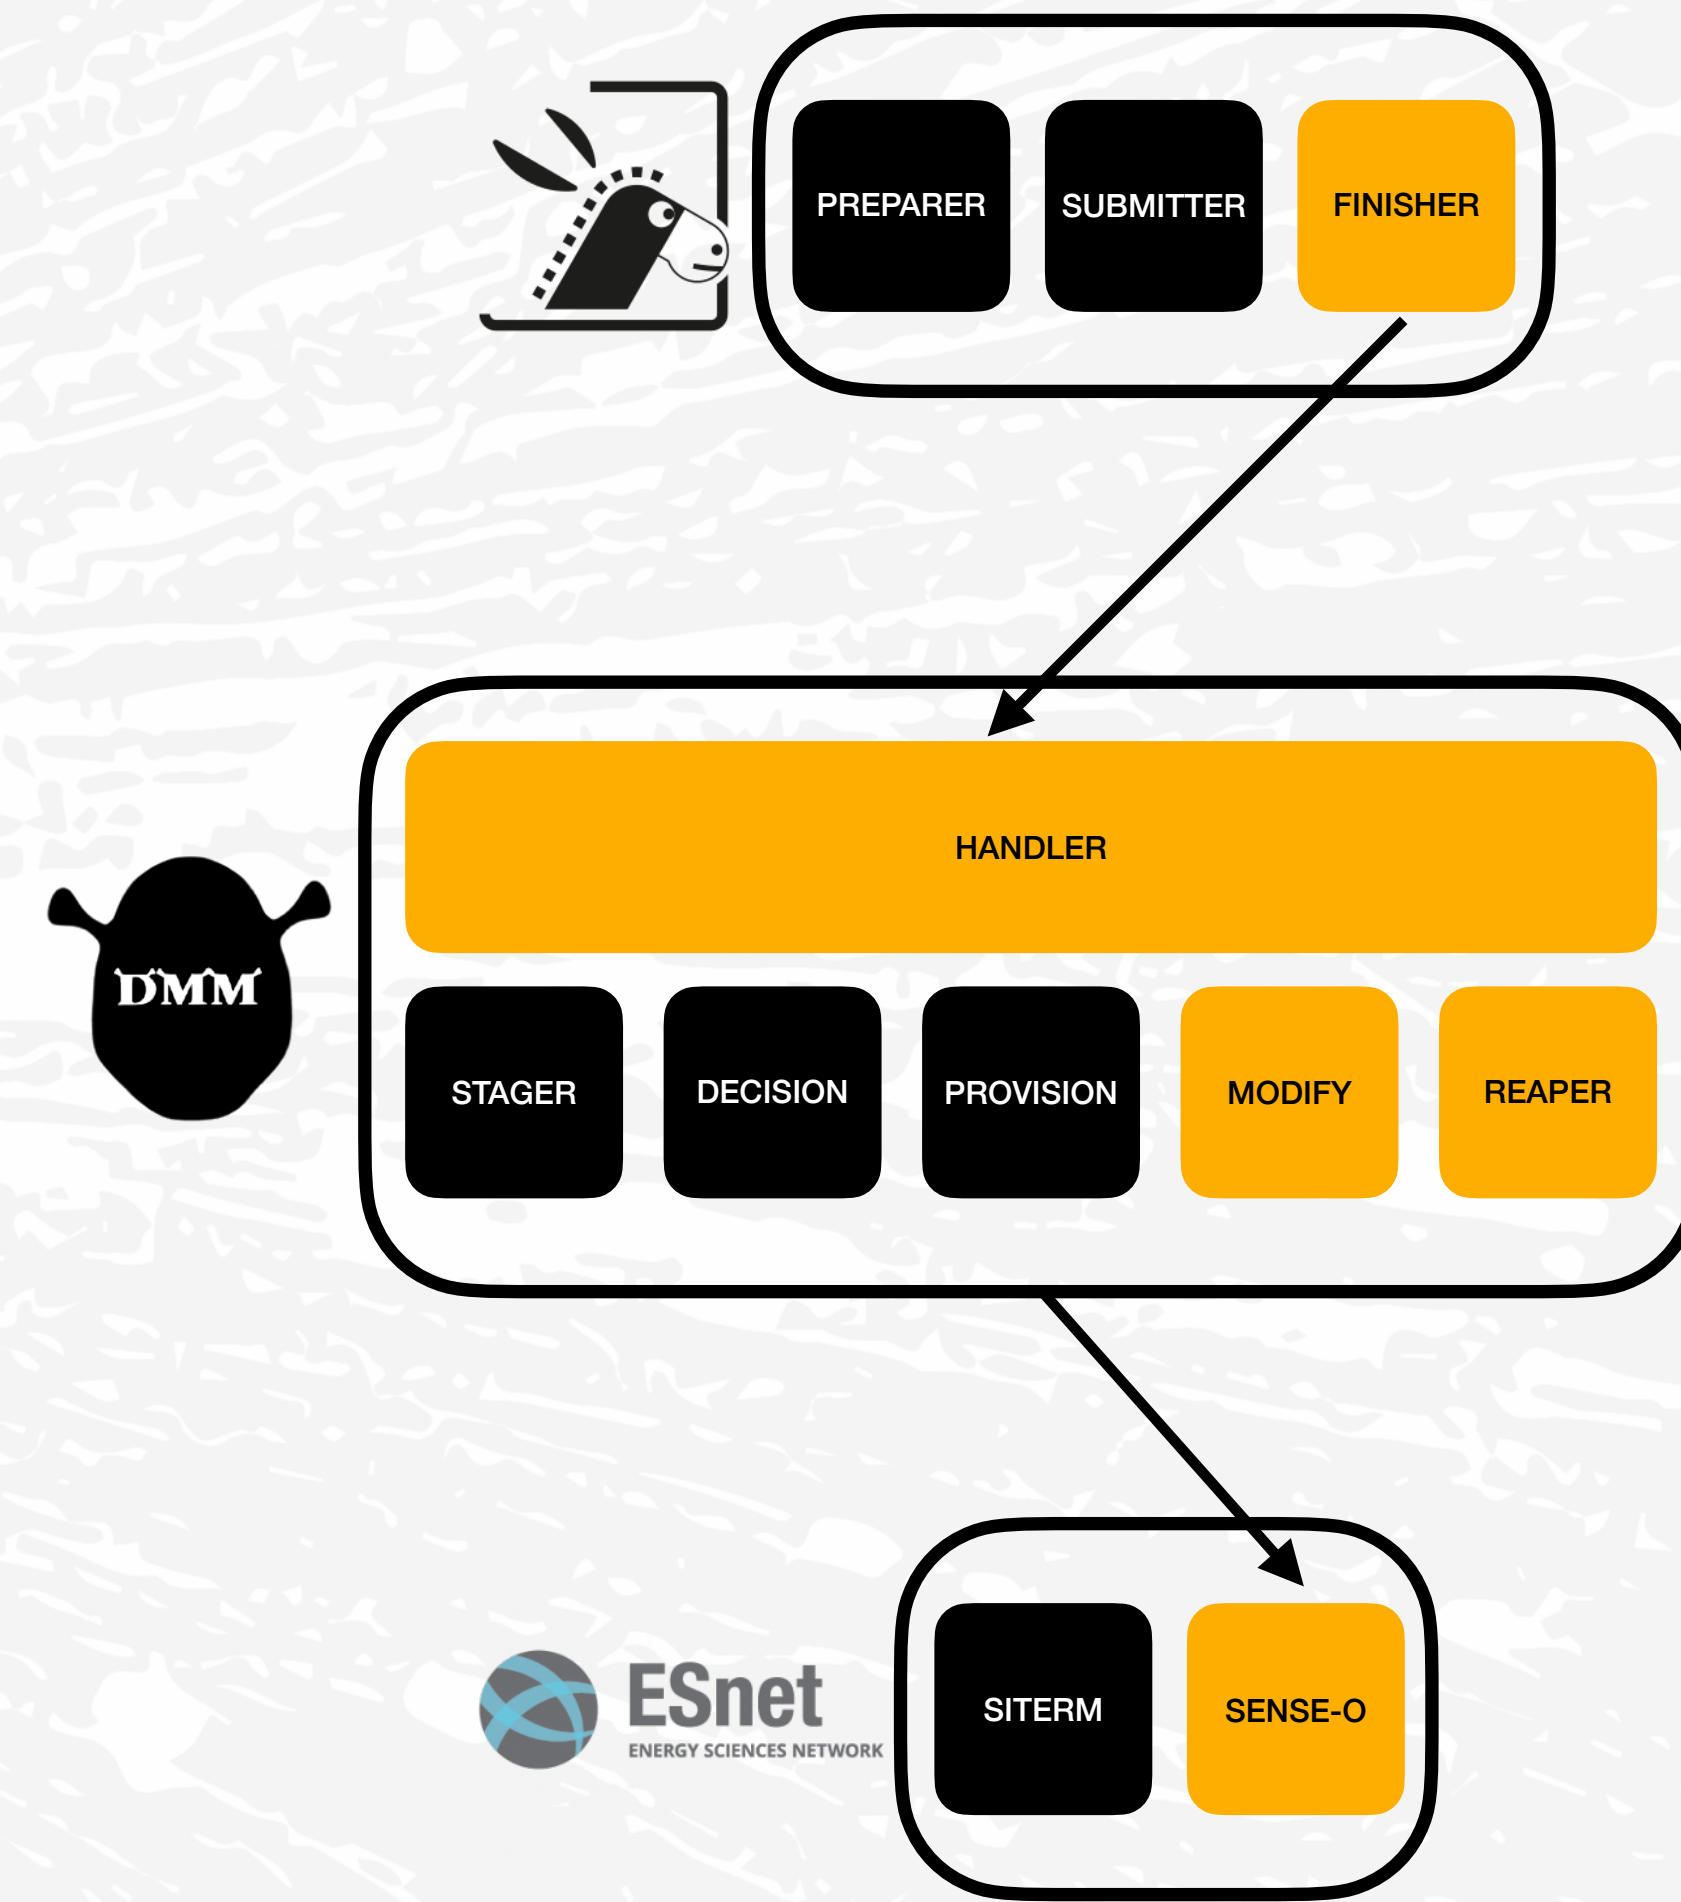 PREPARER
SUBMITTER
FINISHER
HANDLER
DMM
STAGER
DECISION
PROVISION
MODIFY
REAPER
ESnet
ENERGY SCIENCES NETWORK
SITERM
SENSE-O